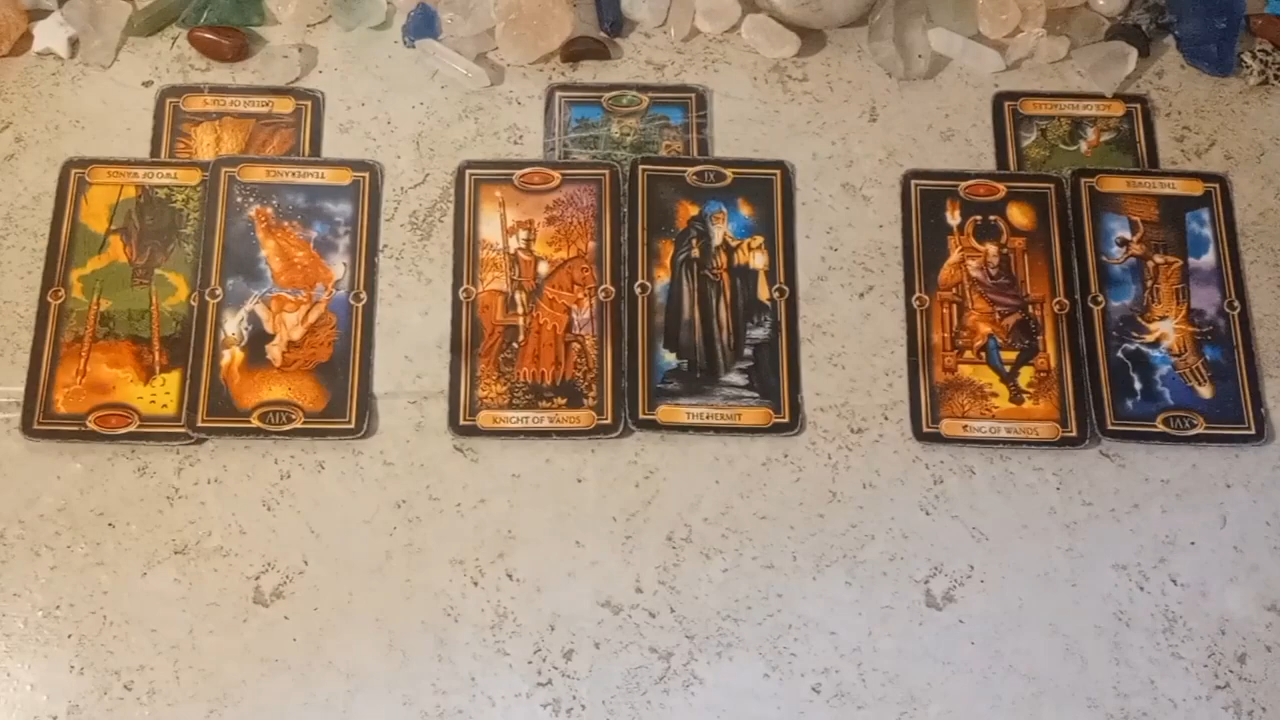 QUEEN OF CUPS
TWO OF WANDS
TEMPERANCE
XIV
KNIGHT OF WANDS
IX
THE HERMIT
ACE OF PENTACLES
KING OF WANDS
THE TOWER
XVI